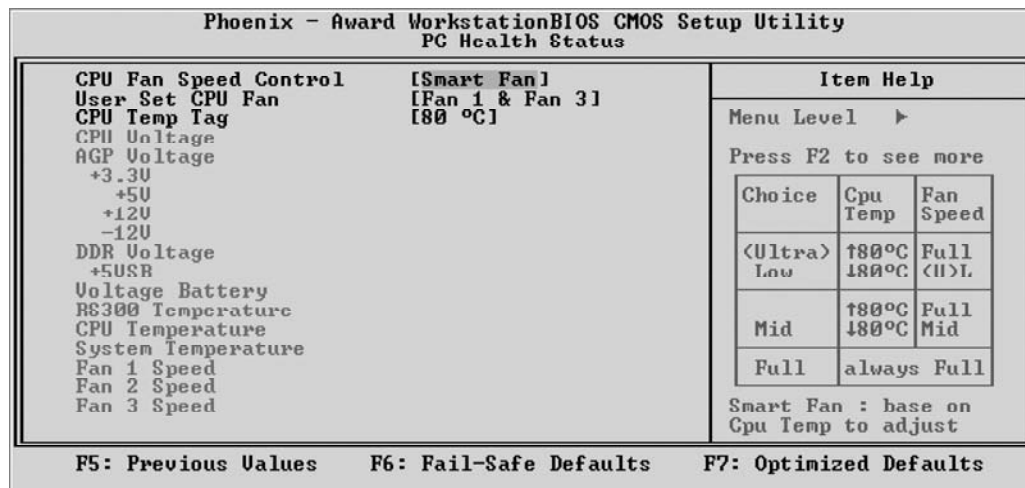 Phoenix - Award WorkstationBIOS CMOS Setup Utility
PC Health Status
CPU Fan Speed Control [Smart Fan]
User Set CPU Fan [Fan 1 & Fan 3]
CPU Temp Tag [80 ºC]
CPU Voltage
AGP Voltage
+3.3V
+5V
+12V
-12V
DDR Voltage
+5USB
Voltage Battery
RS300 Temperature
CPU Temperature
System Temperature
Fan 1 Speed
Fan 2 Speed
Fan 3 Speed
Item Help
Menu Level ►
Press F2 to see more
Choice Cpu Temp Fan Speed
(Ultra) ↑80ºC Full
Low ↓80ºC (U)L
↑80ºC Full
Mid ↓80ºC Mid
Full always Full
Smart Fan : base on
Cpu Temp to adjust
F5: Previous Values F6: Fail-Safe Defaults F7: Optimized Defaults